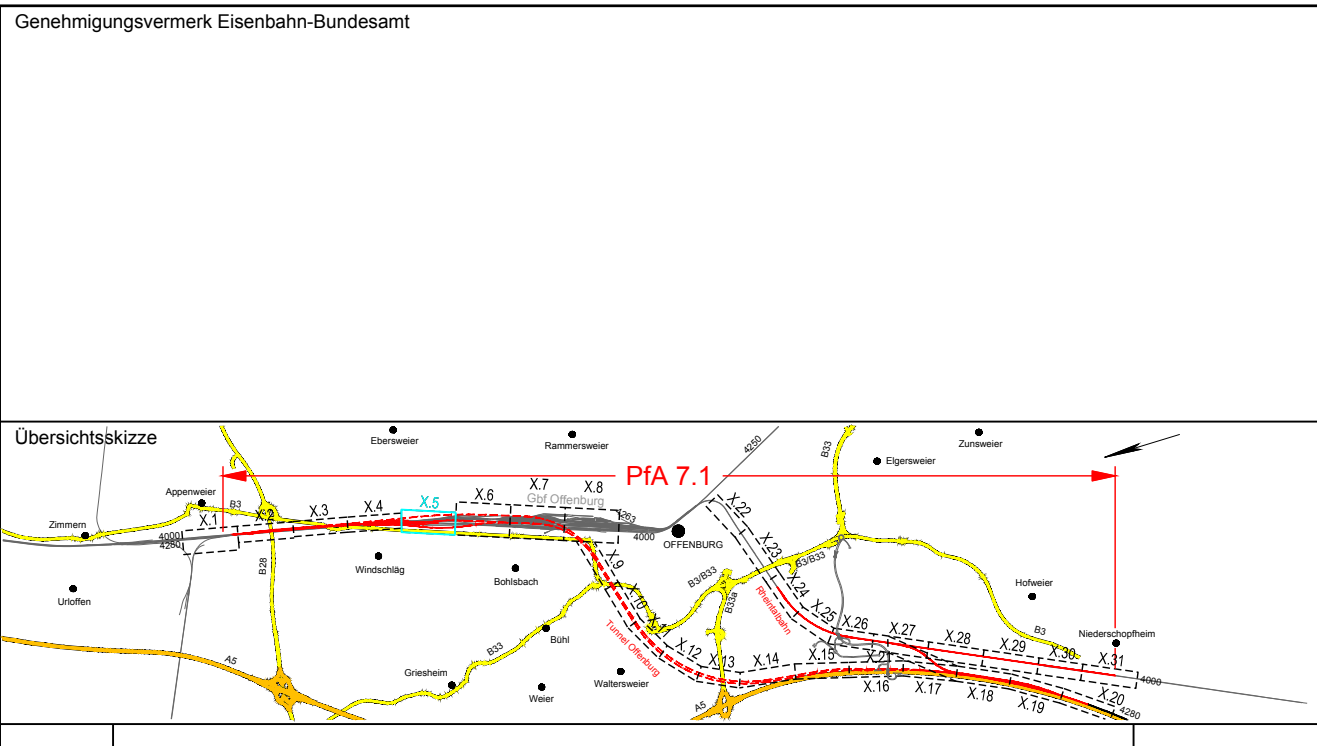 Genehmigungsvermerk Eisenbahn-Bundesamt
Übersichtsskizze
Ebersweier
Rammersweier
4250
B33
Zunsweier
Elgersweier
PfA 7.1
Appenweier
B3
X.1
X.2
X.3
X.4
X.5
X.6
X.7
X.8
Gbf Offenburg
4263
4000
OFFENBURG
X.22
Zimmern
4000
4280
B28
Windschläg
Bohlsbach
Urloffen
X.9
X.10
X.11
X.12
X.13
X.14
X.15
X.21
X.16
X.17
X.18
X.19
X.20
4280
Tunnel Offenburg
B3/B33
B33a
B3/B33
X.23
X.24
X.25
X.26
X.27
X.28
X.29
X.30
X.31
4000
Rheintalbahn
Hofweier
B3
Niederschopfheim
Bühl
B33
Griesheim
Weier
Waltersweier
A5
A5